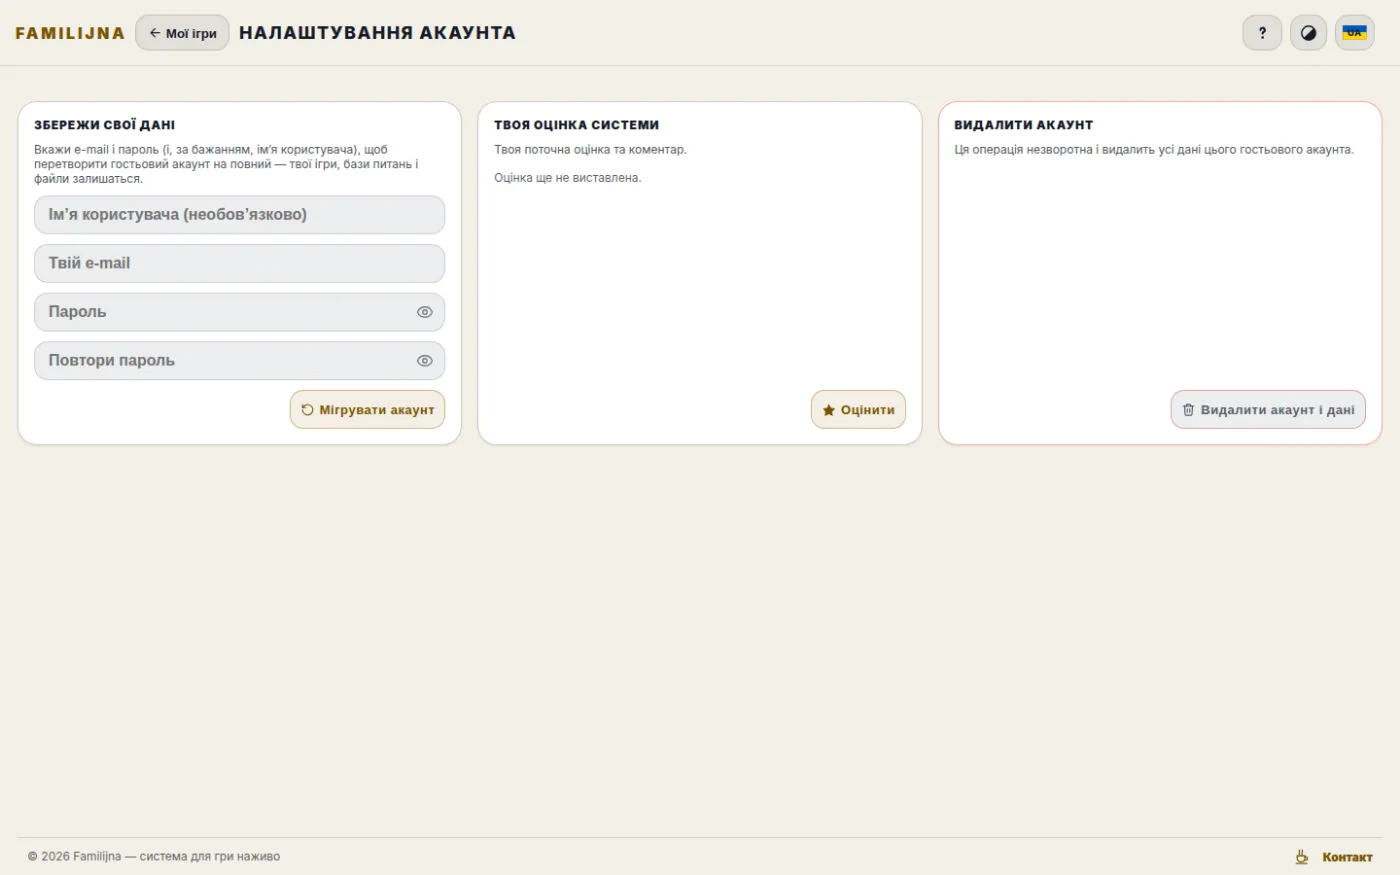 FAMILIJNA
Мої ігри
НАЛАШТУВАННЯ АКАУНТА
?
UA
ЗБЕРЕЖИ СВОЇ ДАНІ
Вкажи e-mail і пароль (і, за бажанням, ім’я користувача), щоб
перетворити гостьовий акаунт на повний — твої ігри, бази питань і
файли залишаться.
Ім’я користувача (необов’язково)
Твій e-mail
Пароль
Повтори пароль
Мігрувати акаунт
ТВОЯ ОЦІНКА СИСТЕМИ
Твоя поточна оцінка та коментар.
Оцінка ще не виставлена.
Оцінити
ВИДАЛИТИ АКАУНТ
Ця операція незворотна і видалить усі дані цього гостьового акаунта.
Видалити акаунт і дані
© 2026 Familijna — система для гри наживо
Контакт